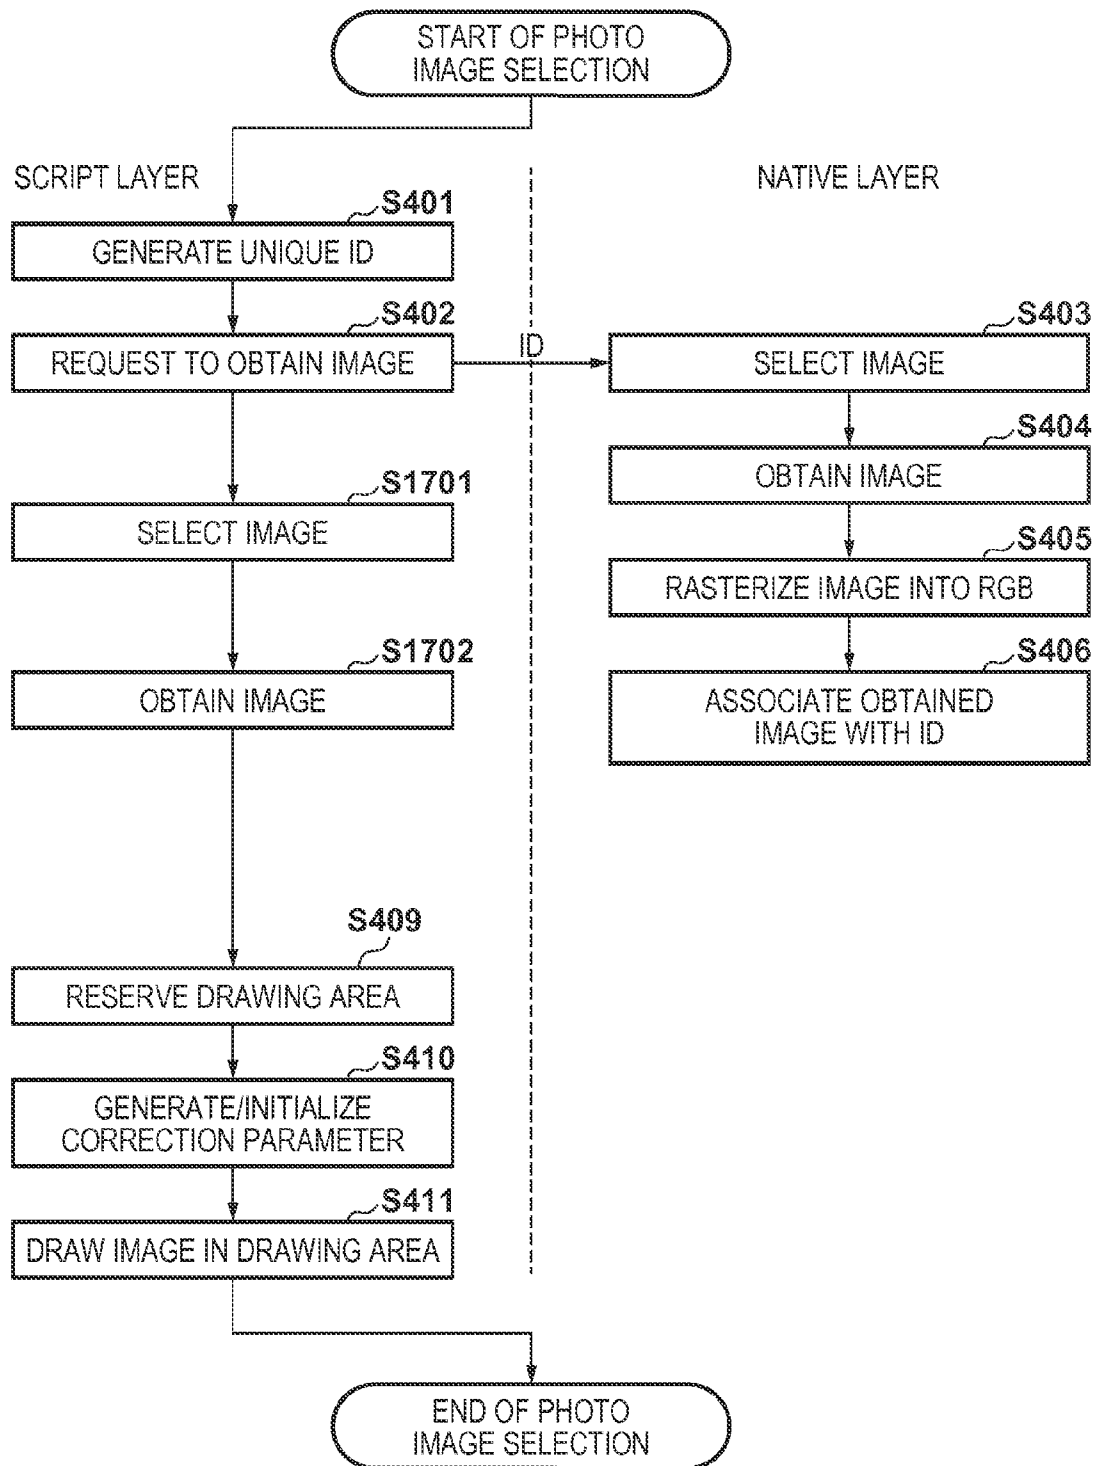 START OF PHOTO
IMAGE SELECTION
SCRIPT LAYER
NATIVE LAYER
S401
GENERATE UNIQUE ID
S402
REQUEST TO OBTAIN IMAGE
ID
S403
SELECT IMAGE
S404
OBTAIN IMAGE
S1701
SELECT IMAGE
S405
RASTERIZE IMAGE INTO RGB
S1702
OBTAIN IMAGE
S406
ASSOCIATE OBTAINED
IMAGE WITH ID
S409
RESERVE DRAWING AREA
S410
GENERATE/INITIALIZE
CORRECTION PARAMETER
S411
DRAW IMAGE IN DRAWING AREA
END OF PHOTO
IMAGE SELECTION